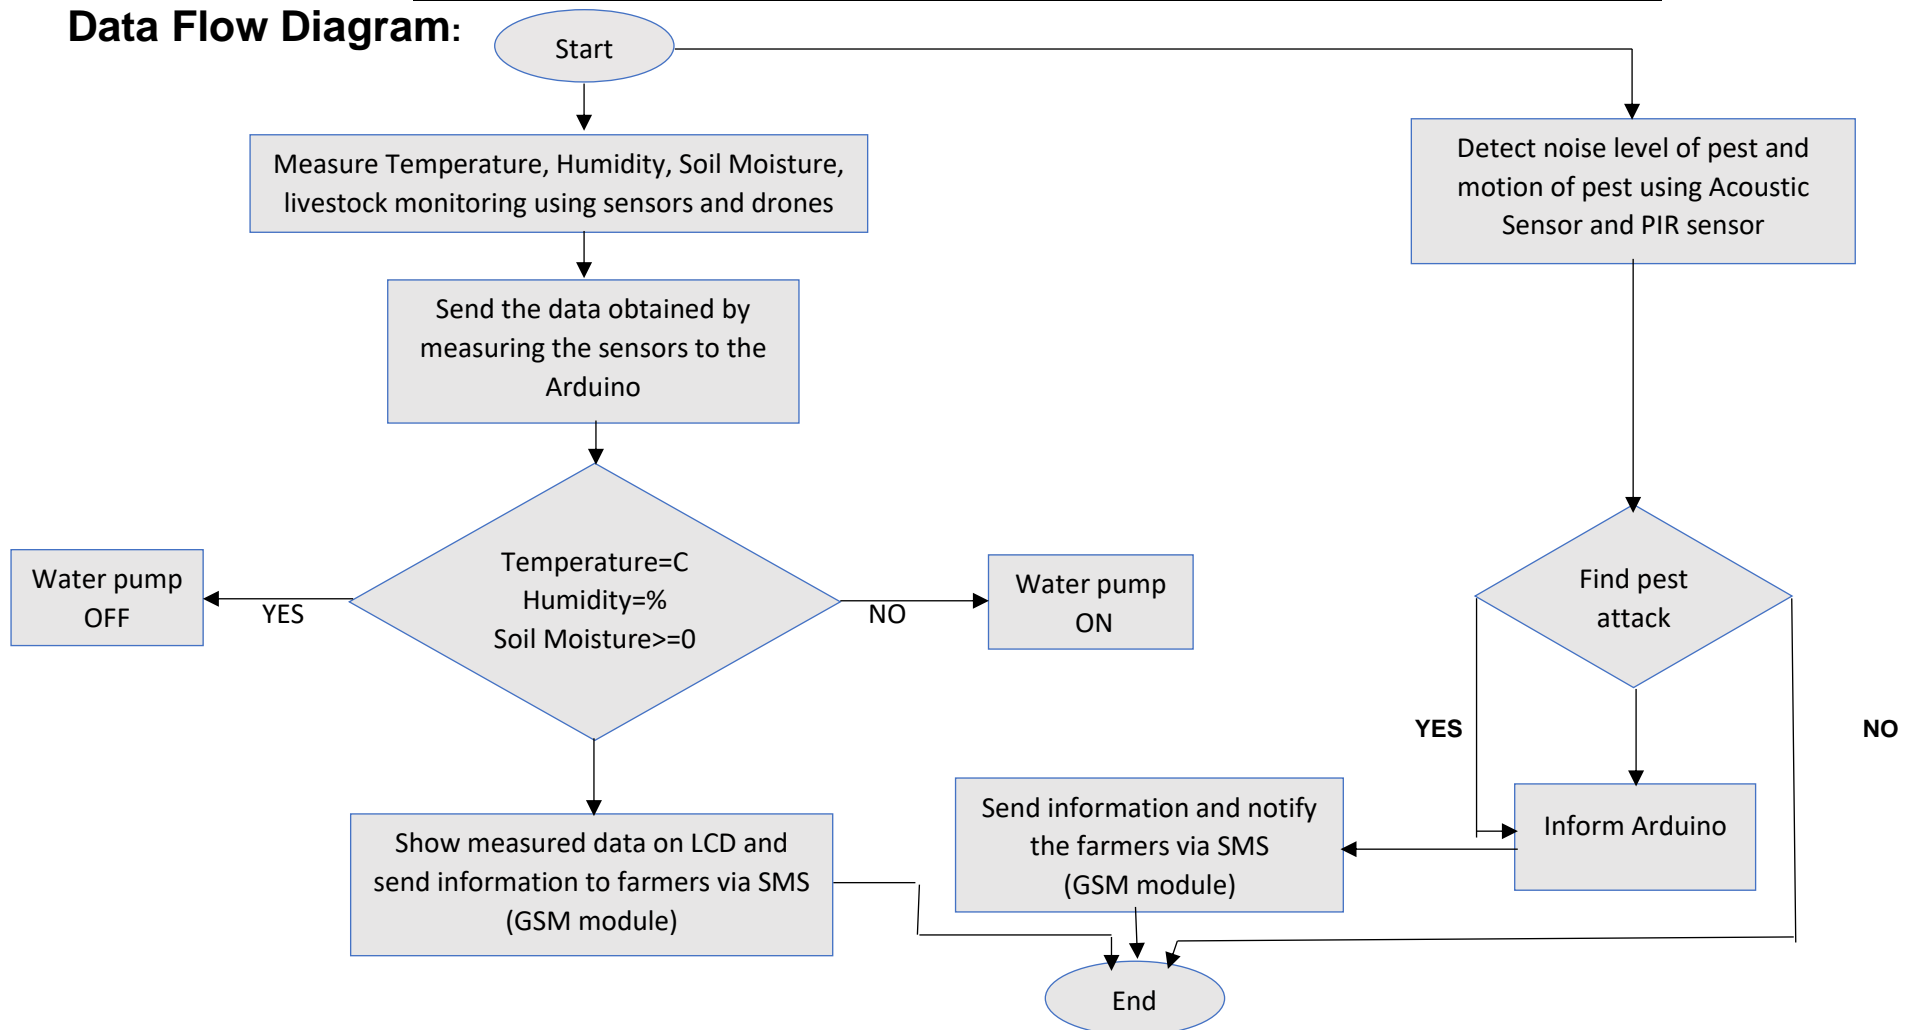 Data Flow Diagram:
Start
Measure Temperature, Humidity, Soil Moisture,
livestock monitoring using sensors and drones
Detect noise level of pest and
motion of pest using Acoustic
Sensor and PIR sensor
Send the data obtained by
measuring the sensors to the
Arduino
Temperature=C
Humidity=%
Soil Moisture>=0
Water pump
OFF
YES
NO
Water pump
ON
Find pest
attack
YES
NO
Inform Arduino
Send information and notify
the farmers via SMS
(GSM module)
Show measured data on LCD and
send information to farmers via SMS
(GSM module)
End